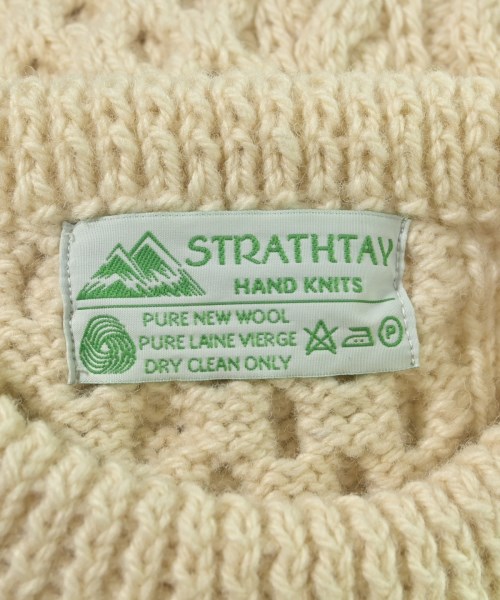 STRATHTAY
HAND KNITS
PURE NEW WOOL
PURE LAINE VIERGE
DRY CLEAN ONLY
P